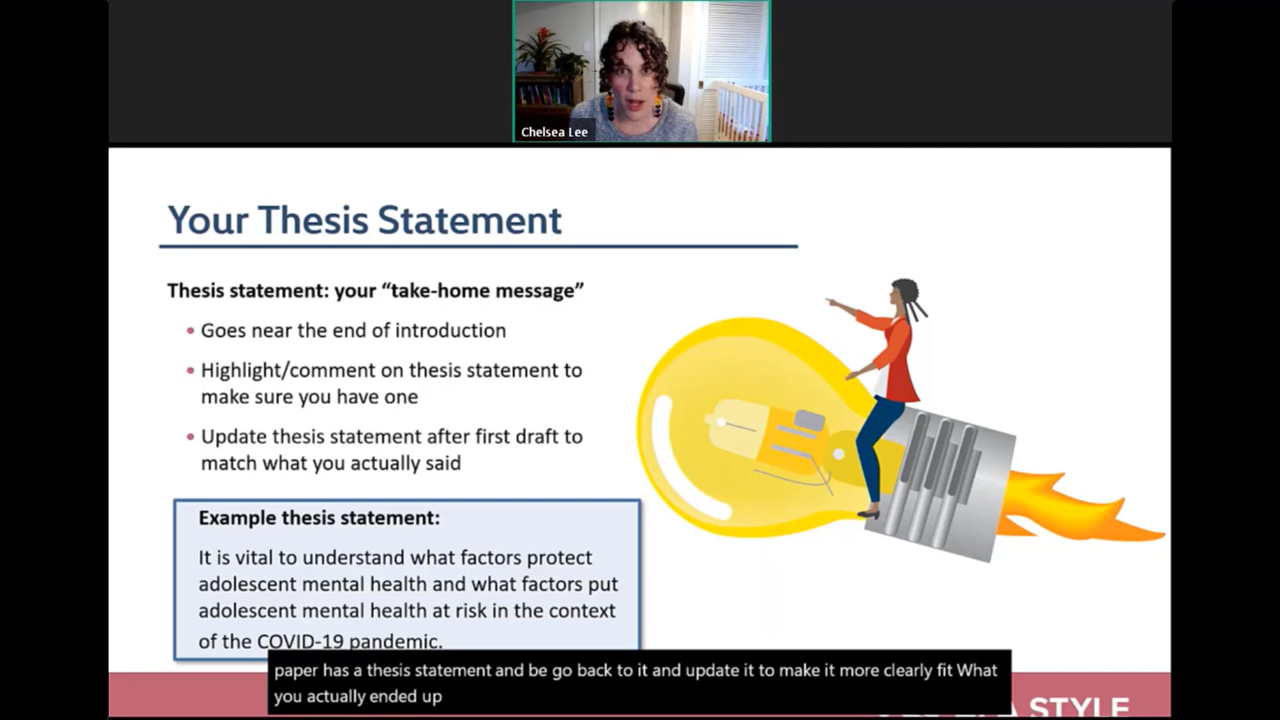 Chelsea Lee
Your Thesis Statement
Thesis statement: your “take-home message”
• Goes near the end of introduction
• Highlight/comment on thesis statement to
make sure you have one
• Update thesis statement after first draft to
match what you actually said
Example thesis statement:
It is vital to understand what factors protect
adolescent mental health and what factors put
adolescent mental health at risk in the context
of the COVID-19 pandemic.
paper has a thesis statement and be go back to it and update it to make it more clearly fit What
you actually ended up
STYLE